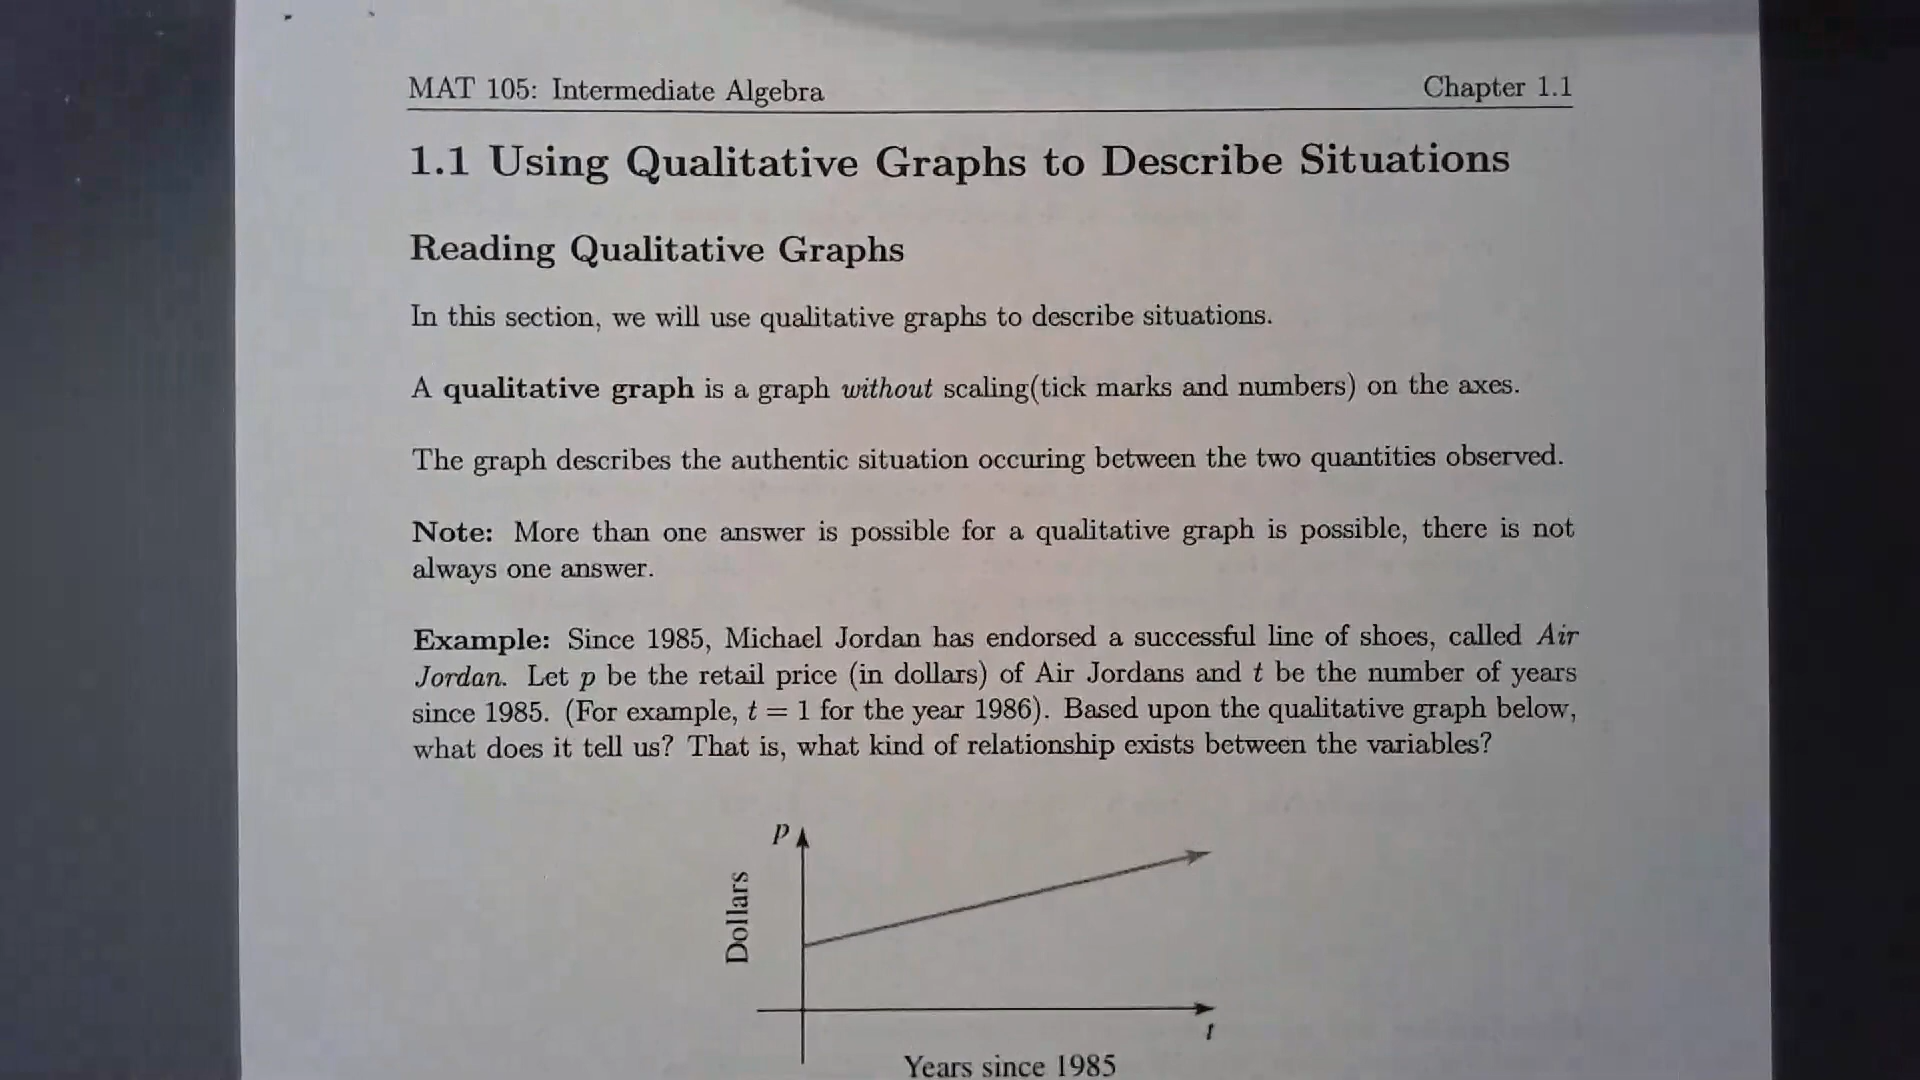 MAT 105: Intermediate Algebra Chapter 1.1
1.1 Using Qualitative Graphs to Describe Situations
Reading Qualitative Graphs
In this section, we will use qualitative graphs to describe situations.
A qualitative graph is a graph without scaling(tick marks and numbers) on the axes.
The graph describes the authentic situation occuring between the two quantities observed.
Note: More than one answer is possible for a qualitative graph is possible, there is not
always one answer.
Example: Since 1985, Michael Jordan has endorsed a successful line of shoes, called Air
Jordan. Let p be the retail price (in dollars) of Air Jordans and t be the number of years
since 1985. (For example, t = 1 for the year 1986). Based upon the qualitative graph below,
what does it tell us? That is, what kind of relationship exists between the variables?
p
Dollars
t
Years since 1985